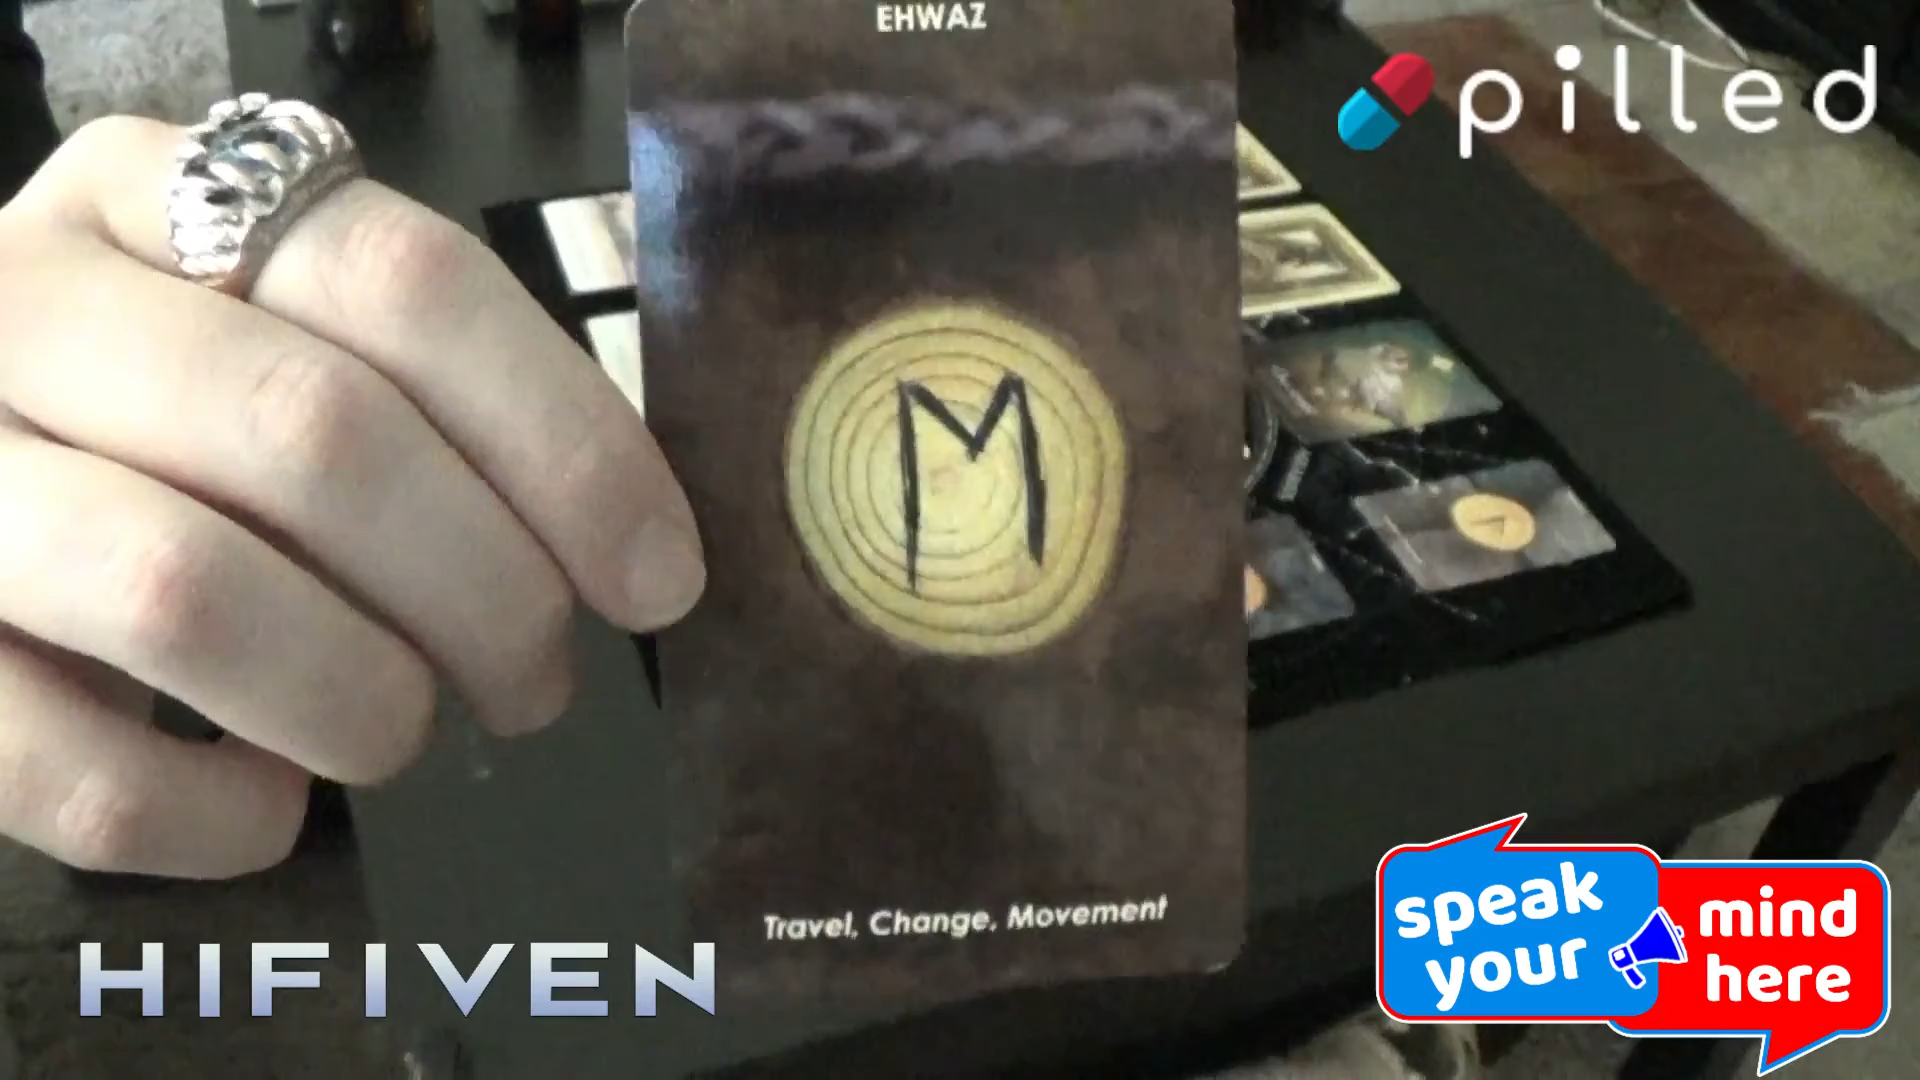 EHWAZ
pilled
Travel, Change, Movement
HIFIVEN
speak
your
mind
here